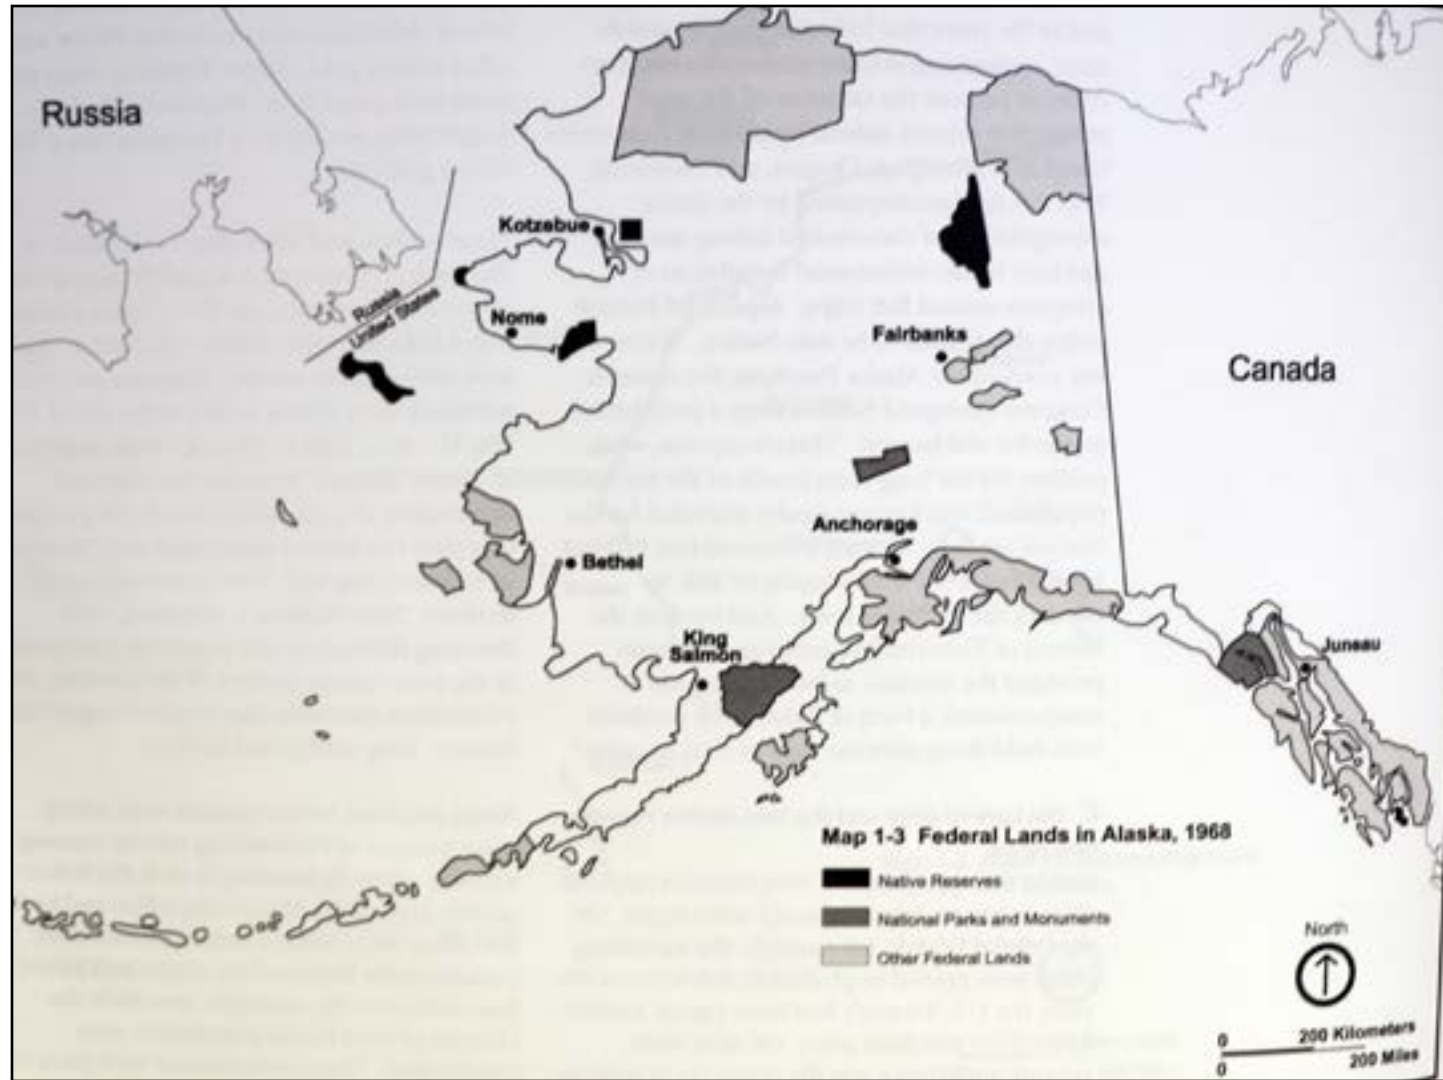 Russia
Kotzebue
Russia
United States
Nome
Fairbanks
Canada
Anchorage
Bethel
King
Salmon
Juneau
Map 1-3 Federal Lands in Alaska, 1968
Native Reserves
National Parks and Monuments
Other Federal Lands
North
0 200 Kilometers
0 200 Miles